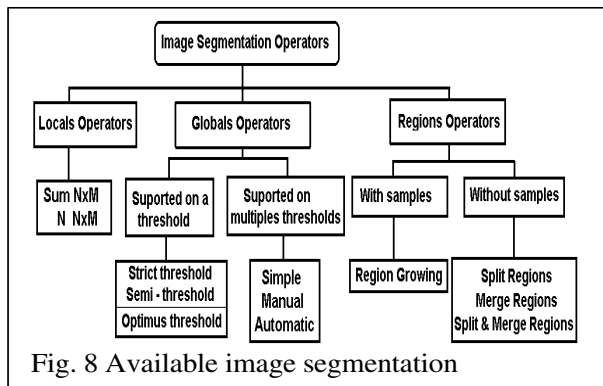 Image Segmentation Operators
Locals Operators
Globals Operators
Regions Operators
Sum NxM
N NxM
Suported on a
threshold
Suported on
multiples thresholds
With samples
Without samples
Strict threshold
Semi - threshold
Optimus threshold
Simple
Manual
Automatic
Region Growing
Split Regions
Merge Regions
Split & Merge Regions
Fig. 8 Available image segmentation